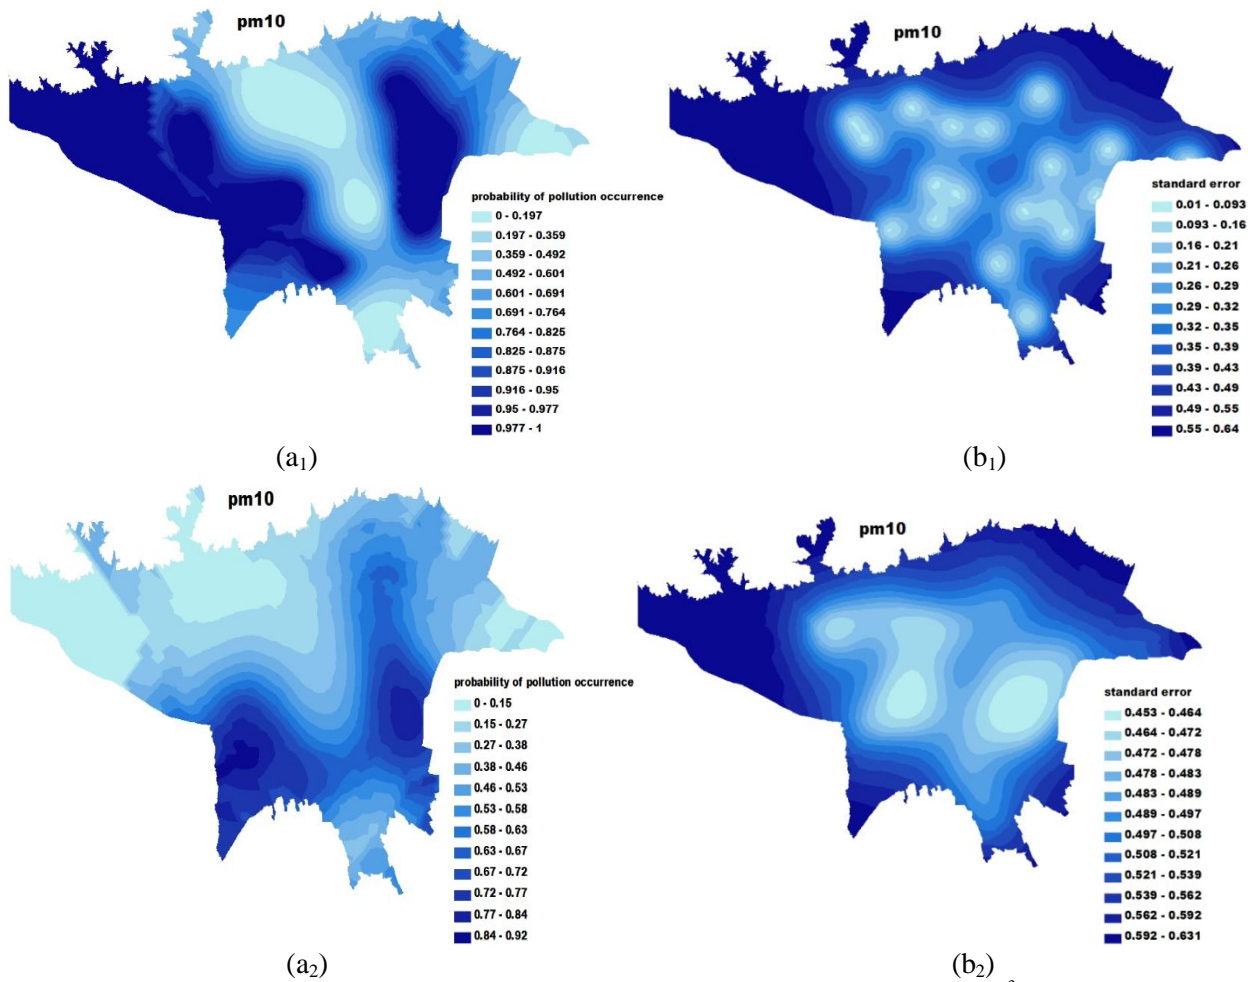 pm10
probability of pollution occurrence
0 - 0.197
0.197 - 0.359
0.359 - 0.492
0.492 - 0.601
0.601 - 0.691
0.691 - 0.764
0.764 - 0.825
0.825 - 0.875
0.875 - 0.916
0.916 - 0.95
0.95 - 0.977
0.977 - 1
(a1)
pm10
standard error
0.01 - 0.093
0.093 - 0.16
0.16 - 0.21
0.21 - 0.26
0.26 - 0.29
0.29 - 0.32
0.32 - 0.35
0.35 - 0.39
0.39 - 0.43
0.43 - 0.49
0.49 - 0.55
0.55 - 0.64
(b1)
pm10
probability of pollution occurrence
0 - 0.15
0.15 - 0.27
0.27 - 0.38
0.38 - 0.46
0.46 - 0.53
0.53 - 0.58
0.58 - 0.63
0.63 - 0.67
0.67 - 0.72
0.72 - 0.77
0.77 - 0.84
0.84 - 0.92
(a2)
pm10
standard error
0.453 - 0.464
0.464 - 0.472
0.472 - 0.478
0.478 - 0.483
0.483 - 0.489
0.489 - 0.497
0.497 - 0.508
0.508 - 0.521
0.521 - 0.539
0.539 - 0.562
0.562 - 0.592
0.592 - 0.631
(b2)